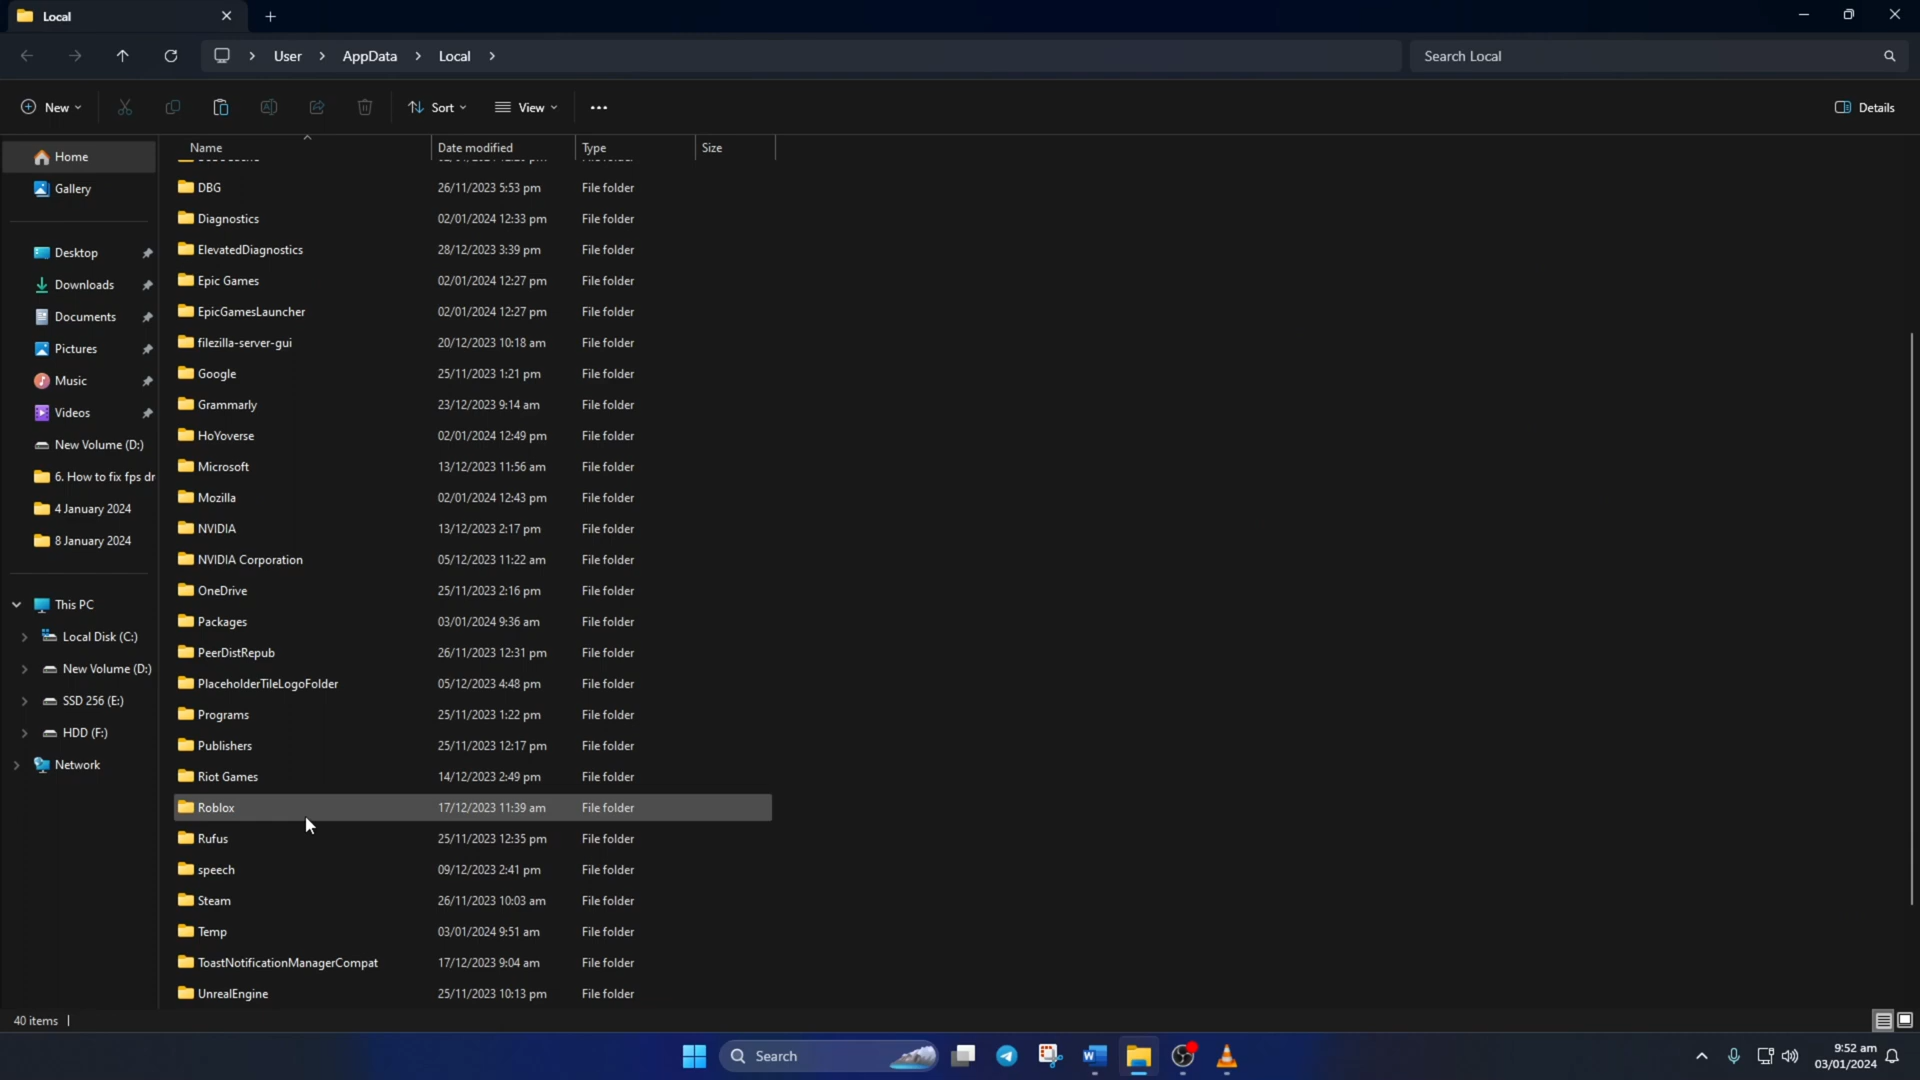 Local
User > AppData > Local >
Search Local
New
Sort
View
Details
Name Date modified Type Size
Home
Gallery
Desktop
Downloads
Documents
Pictures
Music
Videos
New Volume (D:)
6. How to fix fps dr
4 January 2024
8 January 2024
This PC
Local Disk (C:)
New Volume (D:)
SSD 256 (E:)
HDD (F:)
Network
DBG 26/11/2023 5:53 pm File folder
Diagnostics 02/01/2024 12:33 pm File folder
ElevatedDiagnostics 28/12/2023 3:39 pm File folder
Epic Games 02/01/2024 12:27 pm File folder
EpicGamesLauncher 02/01/2024 12:27 pm File folder
filezilla-server-gui 20/12/2023 10:18 am File folder
Google 25/11/2023 1:21 pm File folder
Grammarly 23/12/2023 9:14 am File folder
HoYoverse 02/01/2024 12:49 pm File folder
Microsoft 13/12/2023 11:56 am File folder
Mozilla 02/01/2024 12:43 pm File folder
NVIDIA 13/12/2023 2:17 pm File folder
NVIDIA Corporation 05/12/2023 11:22 am File folder
OneDrive 25/11/2023 2:16 pm File folder
Packages 03/01/2024 9:36 am File folder
PeerDistRepub 26/11/2023 12:31 pm File folder
PlaceholderTileLogoFolder 05/12/2023 4:48 pm File folder
Programs 25/11/2023 1:22 pm File folder
Publishers 25/11/2023 12:17 pm File folder
Riot Games 14/12/2023 2:49 pm File folder
Roblox 17/12/2023 11:39 am File folder
Rufus 25/11/2023 12:35 pm File folder
speech 09/12/2023 2:41 pm File folder
Steam 26/11/2023 10:03 am File folder
Temp 03/01/2024 9:51 am File folder
ToastNotificationManagerCompat 17/12/2023 9:04 am File folder
UnrealEngine 25/11/2023 10:13 pm File folder
40 items
Search
9:52 am
03/01/2024